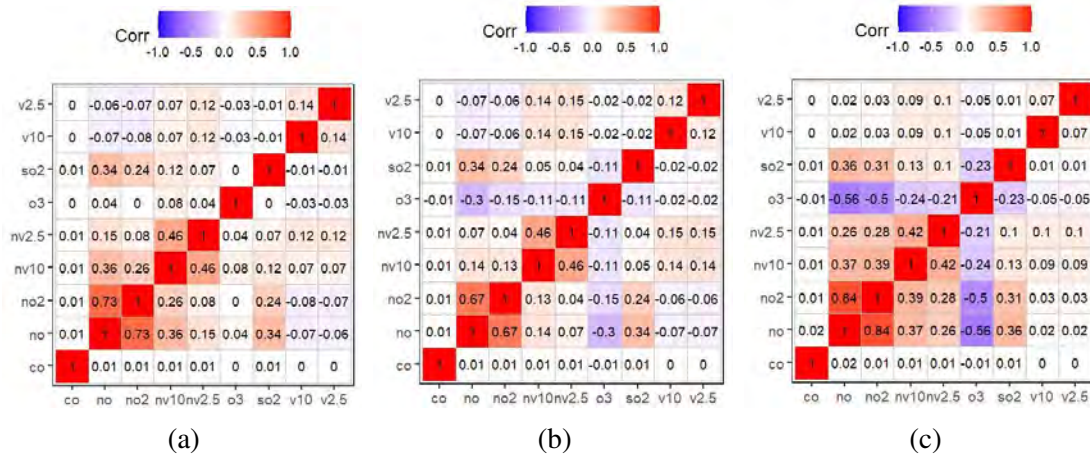 Corr
-1.0 -0.5 0.0 0.5 1.0
v2.5 0 -0.06 -0.07 0.07 0.12 -0.03 -0.01 0.14 1
v10 0 -0.07 -0.08 0.07 0.12 -0.03 -0.01 1 0.14
so2 0.01 0.34 0.24 0.12 0.07 0 1 -0.01 -0.01
o3 0 0.04 0 0.08 0.04 1 0 -0.03 -0.03
nv2.5 0.01 0.15 0.08 0.46 1 0.04 0.07 0.12 0.12
nv10 0.01 0.36 0.26 1 0.46 0.08 0.12 0.07 0.07
no2 0.01 0.73 1 0.26 0.08 0 0.24 -0.08 -0.07
no 0.01 1 0.73 0.36 0.15 0.04 0.34 -0.07 -0.06
co 1 0.01 0.01 0.01 0.01 0 0.01 0 0
co no no2 nv10 nv2.5 o3 so2 v10 v2.5
(a)
Corr
-1.0 -0.5 0.0 0.5 1.0
v2.5 0 -0.07 -0.06 0.14 0.15 -0.02 -0.02 0.12 1
v10 0 -0.07 -0.06 0.14 0.15 -0.02 -0.02 1 0.12
so2 0.01 0.34 0.24 0.05 0.04 -0.11 1 -0.02 -0.02
o3 -0.01 -0.3 -0.15 -0.11 -0.11 1 -0.11 -0.02 -0.02
nv2.5 0.01 0.07 0.04 0.46 1 -0.11 0.04 0.15 0.15
nv10 0.01 0.14 0.13 1 0.46 -0.11 0.05 0.14 0.14
no2 0.01 0.67 1 0.13 0.04 -0.15 0.24 -0.06 -0.06
no 0.01 1 0.67 0.14 0.07 -0.3 0.34 -0.07 -0.07
co 1 0.01 0.01 0.01 0.01 -0.01 0.01 0 0
co no no2 nv10 nv2.5 o3 so2 v10 v2.5
(b)
Corr
-1.0 -0.5 0.0 0.5 1.0
v2.5 0 0.02 0.03 0.09 0.1 -0.05 0.01 0.07 1
v10 0 0.02 0.03 0.09 0.1 -0.05 0.01 1 0.07
so2 0.01 0.36 0.31 0.13 0.1 -0.23 1 0.01 0.01
o3 -0.01 -0.56 -0.5 -0.24 -0.21 1 -0.23 -0.05 -0.05
nv2.5 0.01 0.26 0.28 0.42 1 -0.21 0.1 0.1 0.1
nv10 0.01 0.37 0.39 1 0.42 -0.24 0.13 0.09 0.09
no2 0.01 0.84 1 0.39 0.28 -0.5 0.31 0.03 0.03
no 0.02 1 0.84 0.37 0.26 -0.56 0.36 0.02 0.02
co 1 0.02 0.01 0.01 0.01 -0.01 0.01 0 0
co no no2 nv10 nv2.5 o3 so2 v10 v2.5
(c)